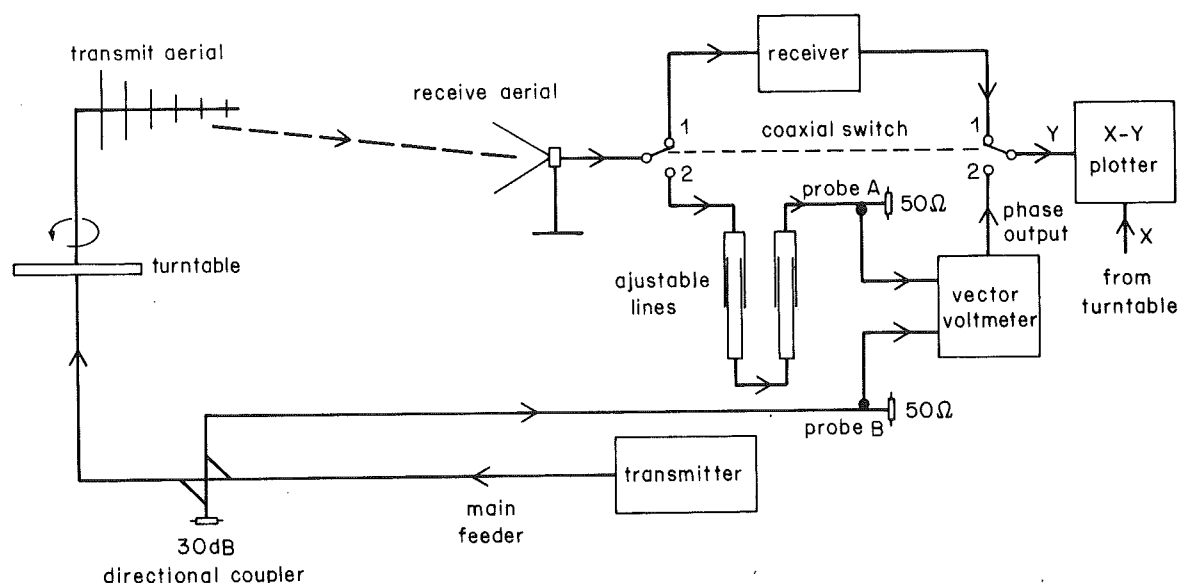 transmit aerial
receive aerial
receiver
1
coaxial switch
1
2
2
Y
X-Y
plotter
X
from
turntable
probe A
50Ω
phase
output
turntable
ajustable
lines
vector
voltmeter
50Ω
probe B
transmitter
main
feeder
30dB
directional coupler